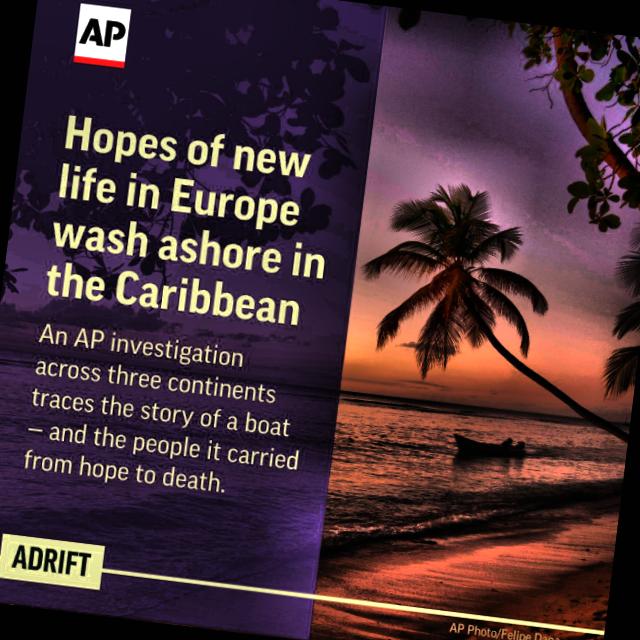 AP
Hopes of new
life in Europe
wash ashore in
the Caribbean
An AP investigation
across three continents
traces the story of a boat
— and the people it carried
from hope to death.
ADRIFT
AP Photo/Felipe